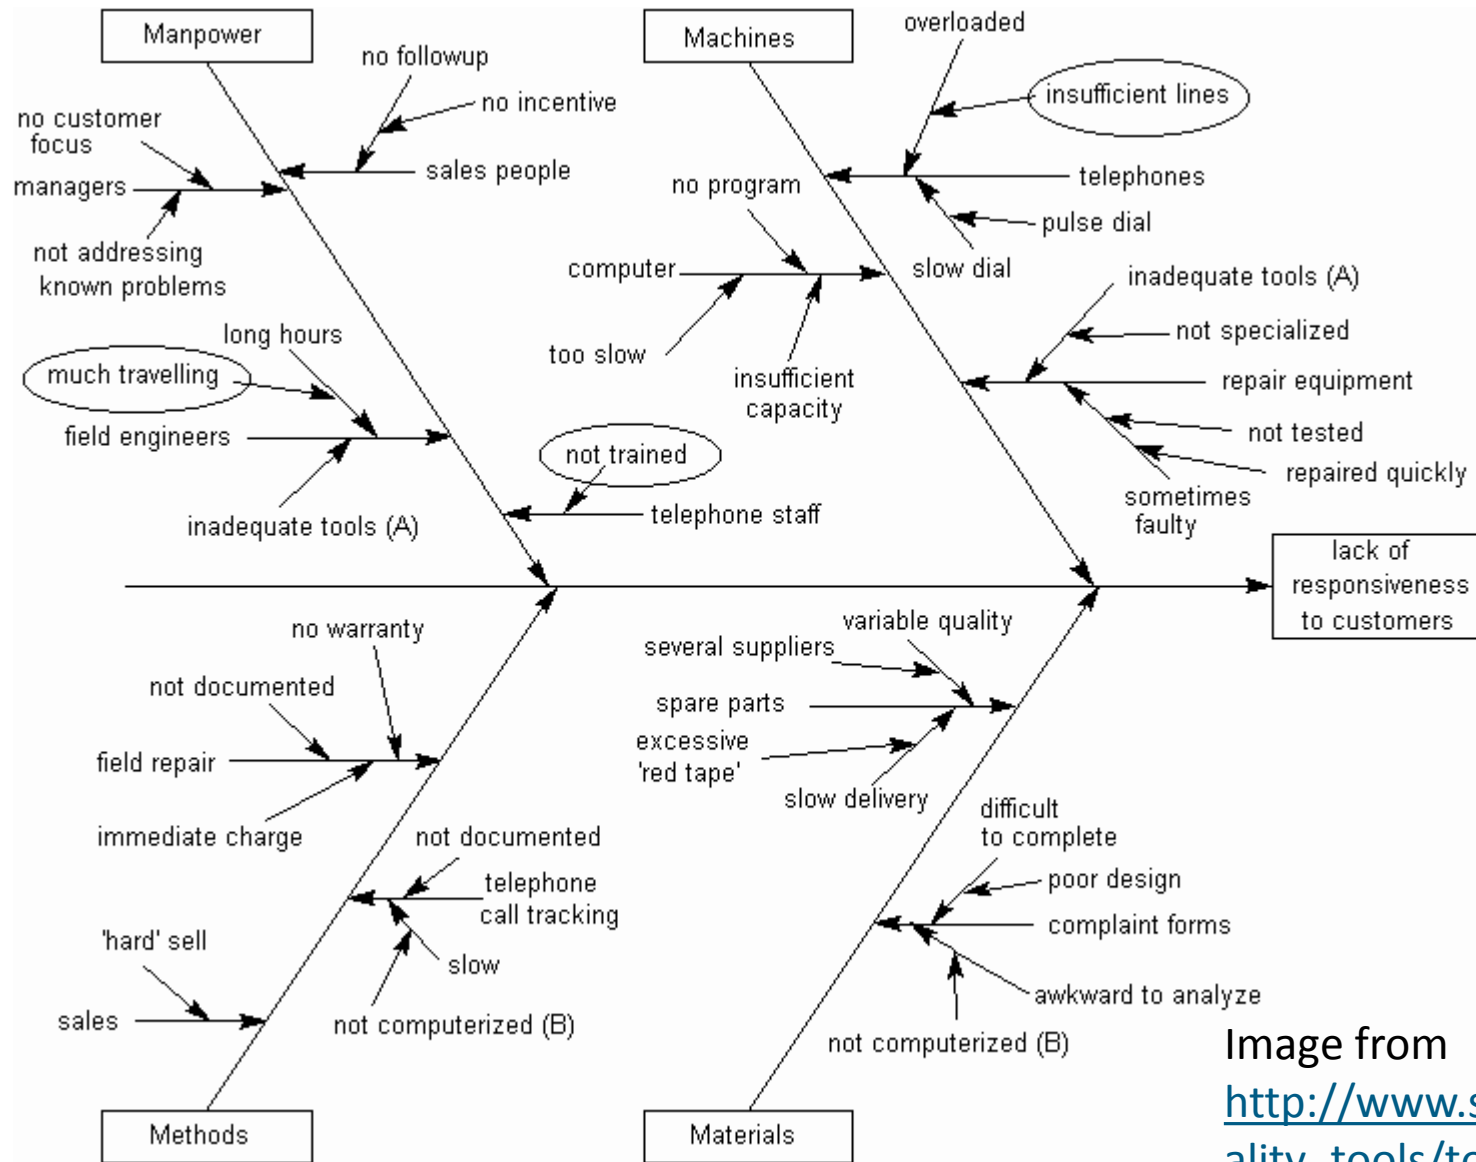 Manpower
no followup
no incentive
no customer
focus
managers
sales people
not addressing
known problems
long hours
much travelling
field engineers
inadequate tools (A)
not trained
telephone staff
Machines
overloaded
insufficient lines
telephones
no program
pulse dial
computer
slow dial
too slow
insufficient
capacity
inadequate tools (A)
not specialized
repair equipment
not tested
repaired quickly
sometimes
faulty
lack of
responsiveness
to customers
no warranty
not documented
field repair
immediate charge
not documented
telephone
call tracking
'hard' sell
slow
sales
not computerized (B)
Methods
variable quality
several suppliers
spare parts
excessive
'red tape'
slow delivery
difficult
to complete
poor design
complaint forms
awkward to analyze
not computerized (B)
Materials
Image from
http://www.s
ality_tools/to